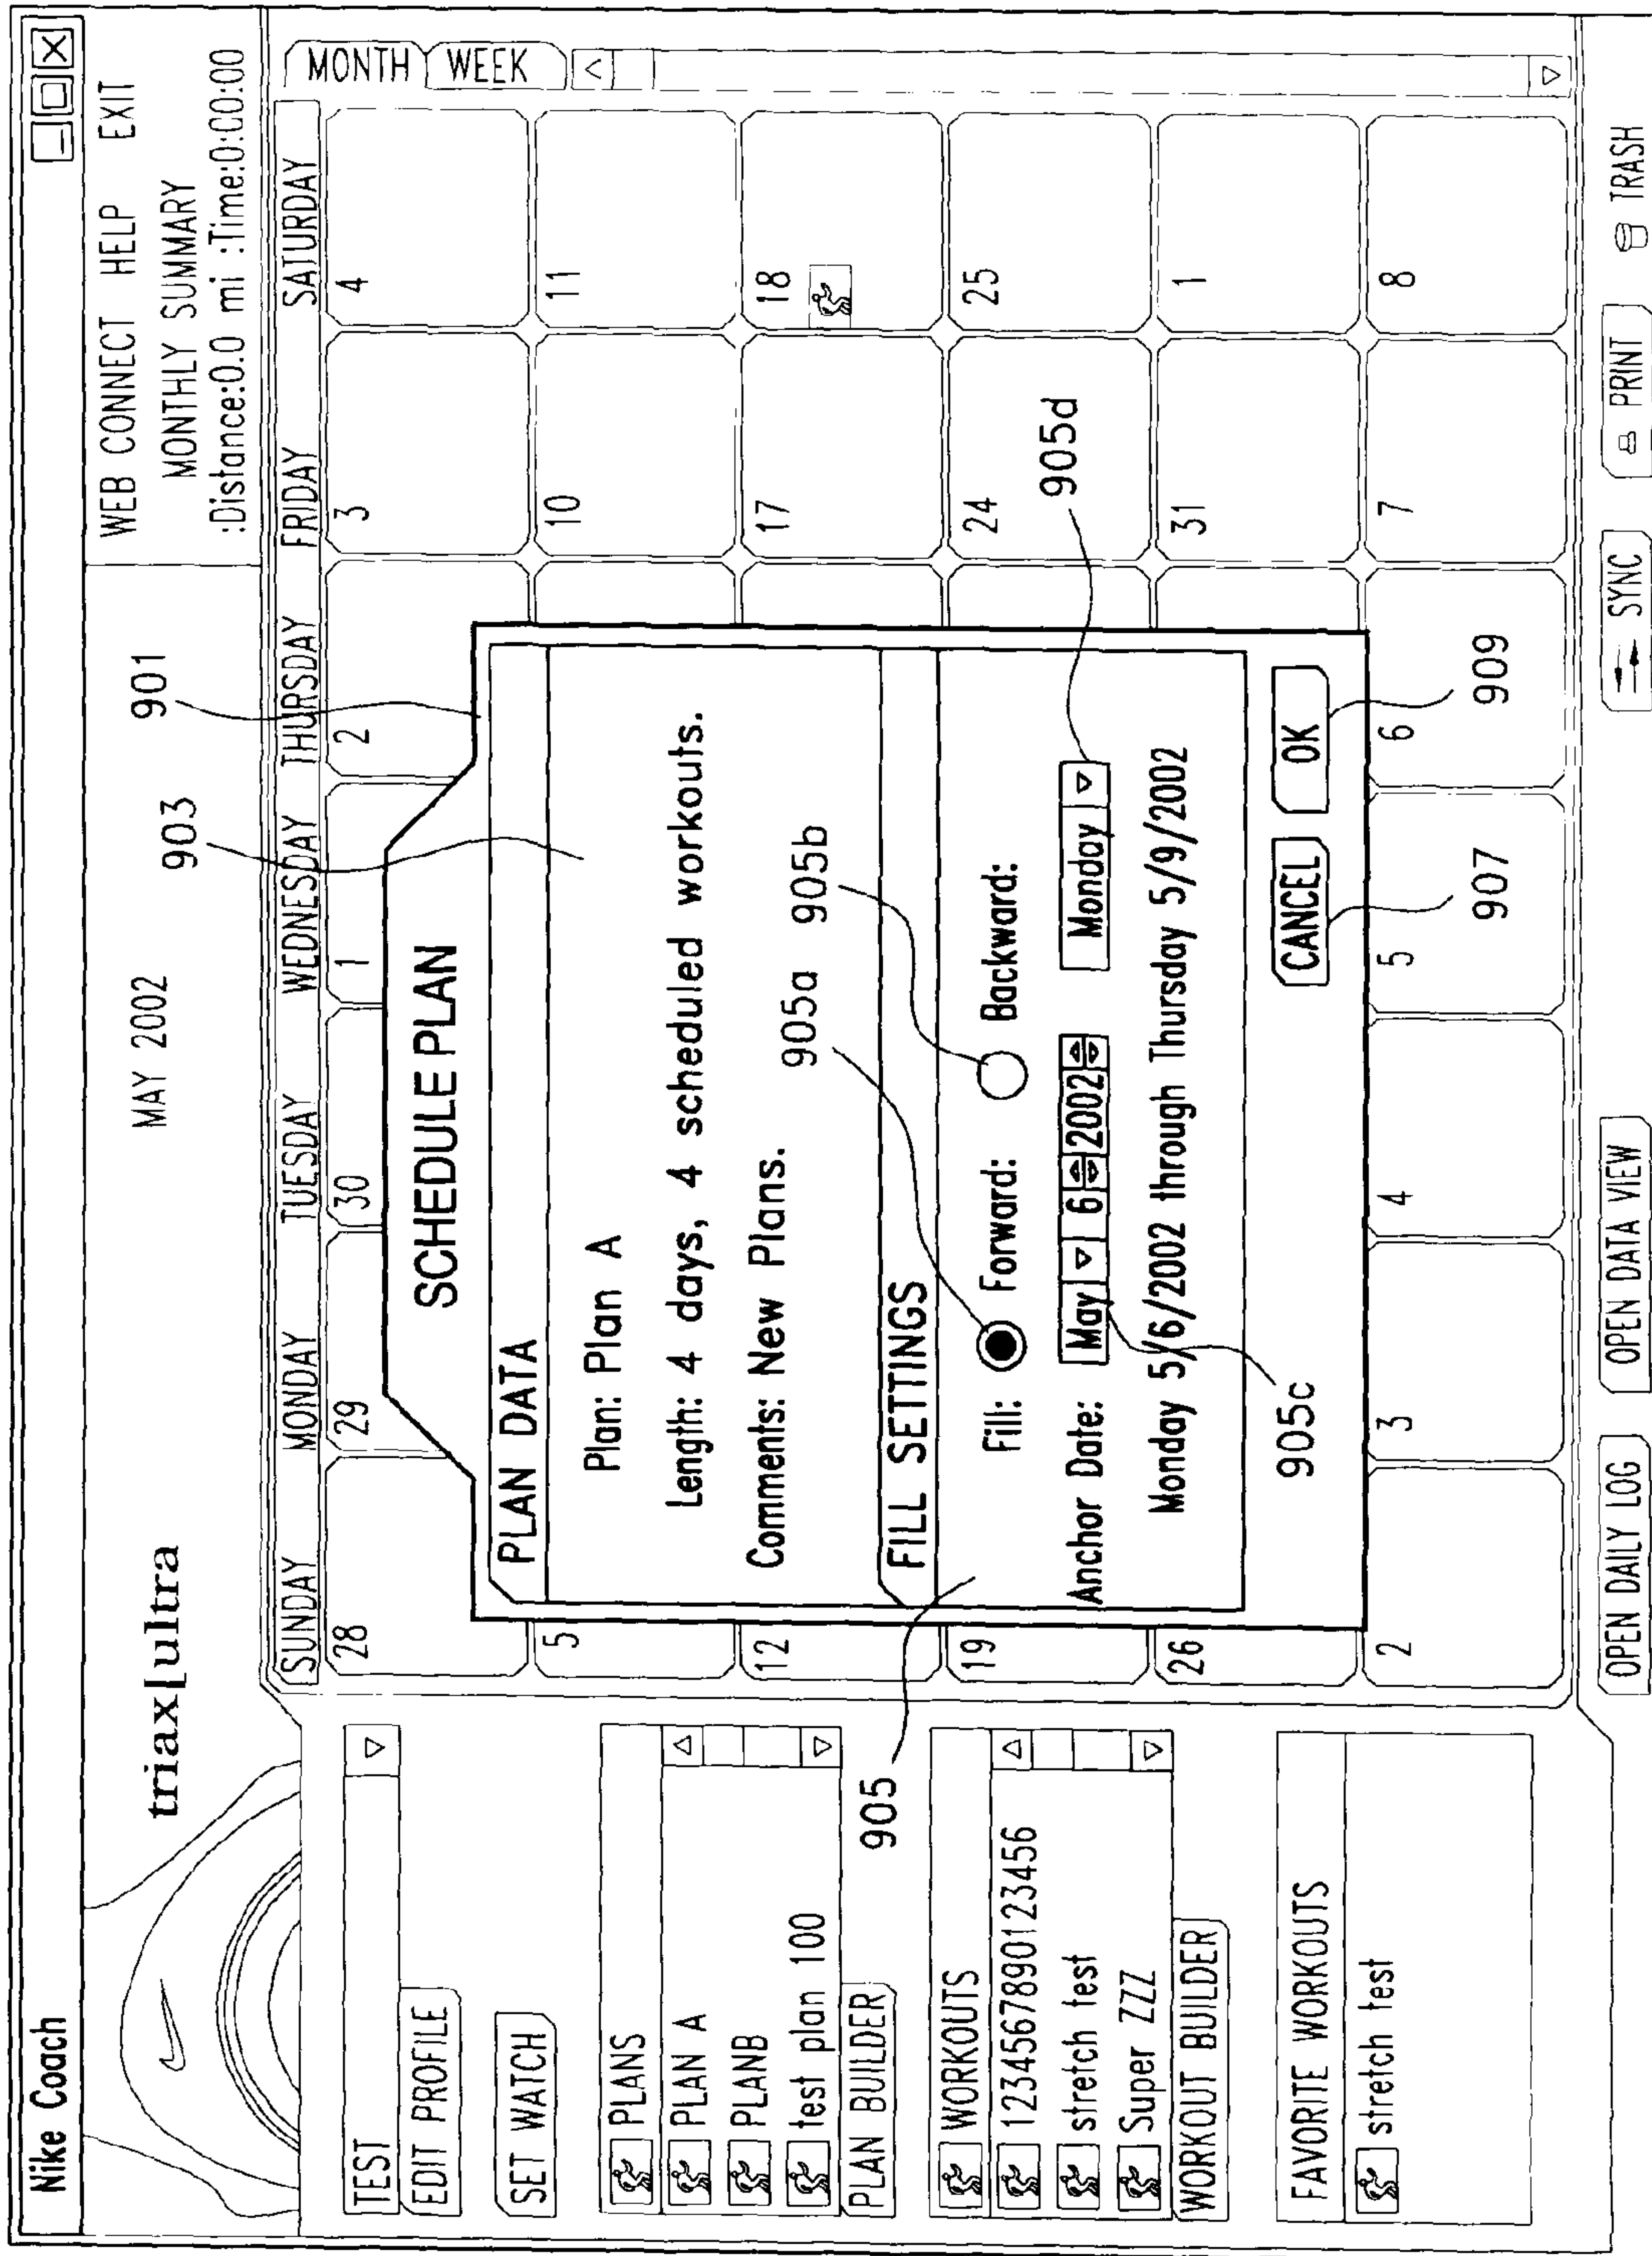 Nike Coach
triax[ultra
MAY 2002
WEB CONNECT HELP EXIT
MONTHLY SUMMARY
:Distance:0.0 mi :Time:0:00:00
901
903
TEST
EDIT PROFILE
SET WATCH
PLANS
PLAN A
PLANB
test plan 100
PLAN BUILDER
905
WORKOUTS
12345678901234­56
stretch test
Super ZZZ
WORKOUT BUILDER
FAVORITE WORKOUTS
stretch test
SUNDAY MONDAY TUESDAY WEDNESDAY THURSDAY FRIDAY SATURDAY
MONTH WEEK
28 29 30 1 2 3 4
5 10 11
12 17 18
19 24 25
26 31 1
2 3 4 5 6 7 8
SCHEDULE PLAN
PLAN DATA
Plan: Plan A
Length: 4 days, 4 scheduled workouts.
Comments: New Plans.
905a 905b
FILL SETTINGS
Fill: Forward: Backward:
905d
Anchor Date: May 6 2002 Monday
Monday 5/6/2002 through Thursday 5/9/2002
905c
CANCEL OK
907 909
OPEN DAILY LOG OPEN DATA VIEW SYNC PRINT TRASH